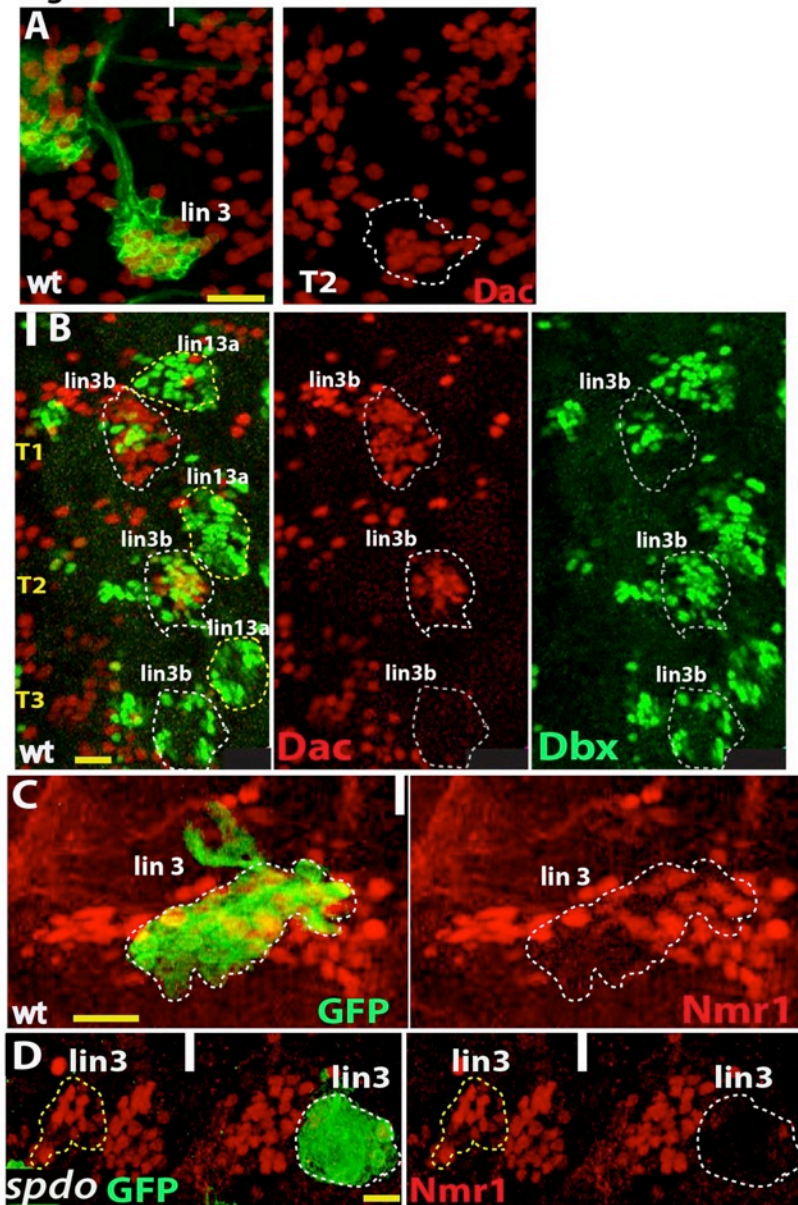 A
lin 3
wt
T2
Dac
B
lin13a
lin3b
lin3b
lin3b
T1
lin13a
lin3b
lin3b
lin3b
T2
lin13a
lin3b
lin3b
lin3b
T3
wt
Dac
Dbx
C
lin 3
lin 3
wt
GFP
Nmr1
D
lin3
lin3
lin3
lin3
spdo GFP
Nmr1